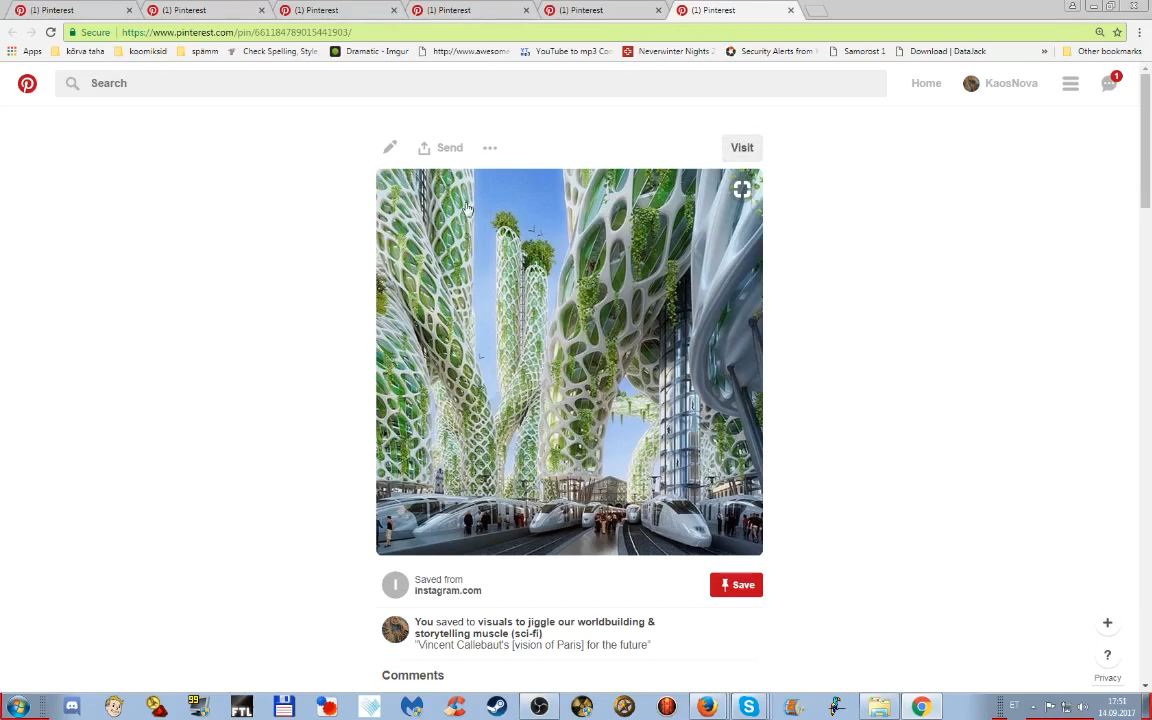 (1) Pinterest (1) Pinterest (1) Pinterest (1) Pinterest (1) Pinterest (1) Pinterest
Secure https://www.pinterest.com/pin/661184789015441903/
Apps kõrva taha koomiksid spämm Check Spelling, Style, Dramatic - Imgur http://www.awesome YouTube to mp3 Con Neverwinter Nights 2 Security Alerts from Samorost 1 Download | DataJack » Other bookmarks
Search Home KaosNova 1
Send Visit
I
Saved from
instagram.com
Save
You saved to visuals to jiggle our worldbuilding &
storytelling muscle (sci-fi)
"Vincent Callebaut's [vision of Paris] for the future"
Comments
+
?
Privacy
99
FTL
ET
17:51
14.09.2017